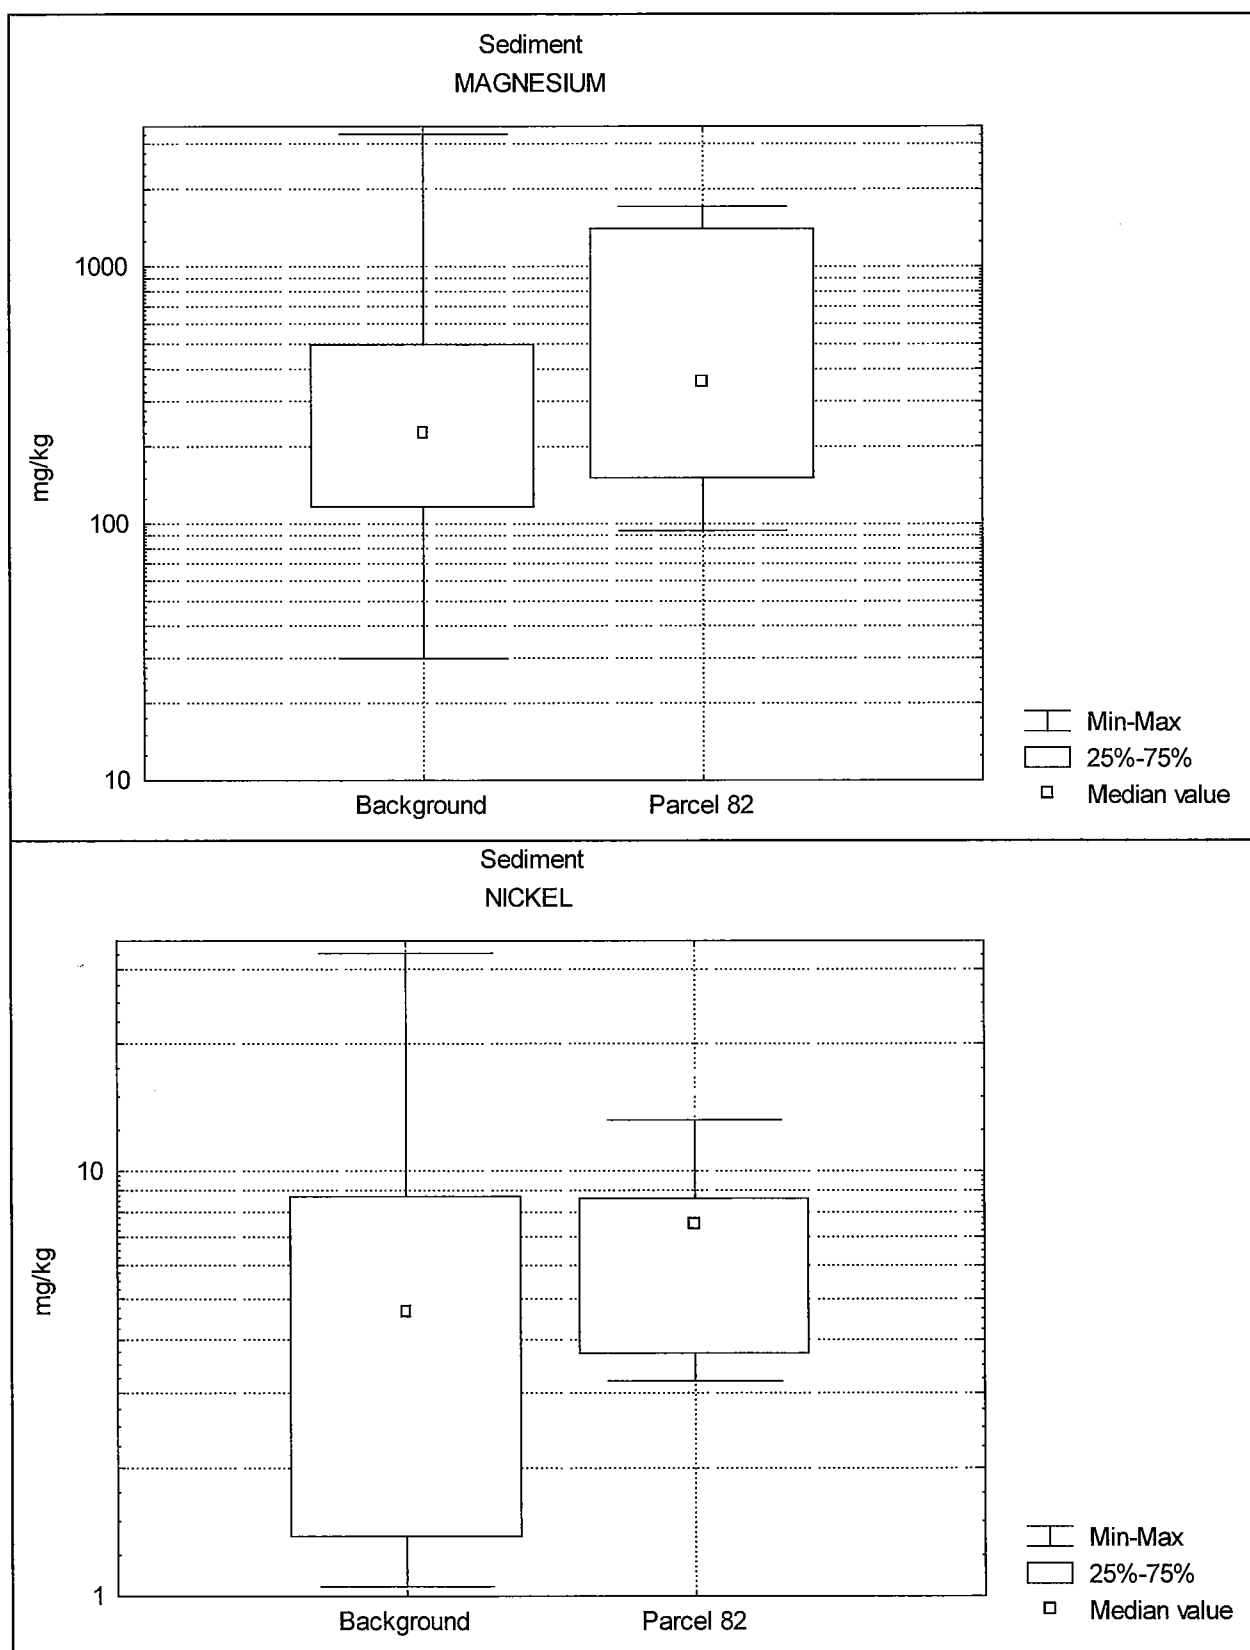 Sediment
MAGNESIUM
1000
100
10
mg/kg
Background
Parcel 82
Min-Max
25%-75%
Median value
Sediment
NICKEL
10
1
mg/kg
Background
Parcel 82
Min-Max
25%-75%
Median value